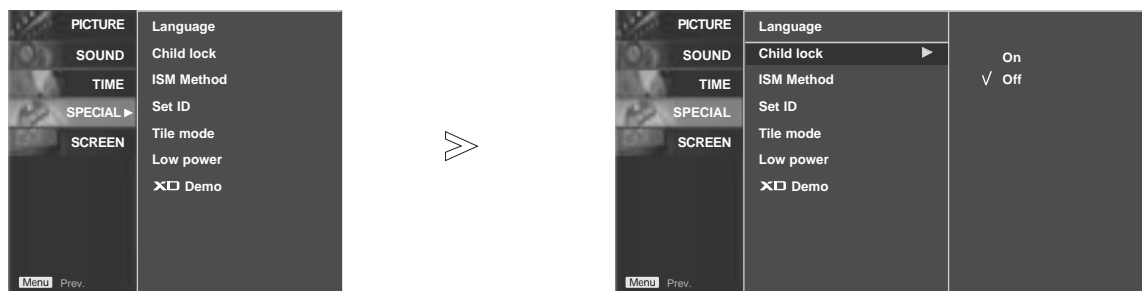 PICTURE
SOUND
TIME
SPECIAL ▶
SCREEN
Language
Child lock
ISM Method
Set ID
Tile mode
Low power
XD Demo
Menu Prev.
PICTURE
SOUND
TIME
SPECIAL
SCREEN
Language
Child lock ▶
ISM Method
Set ID
Tile mode
Low power
XD Demo
On
√ Off
Menu Prev.